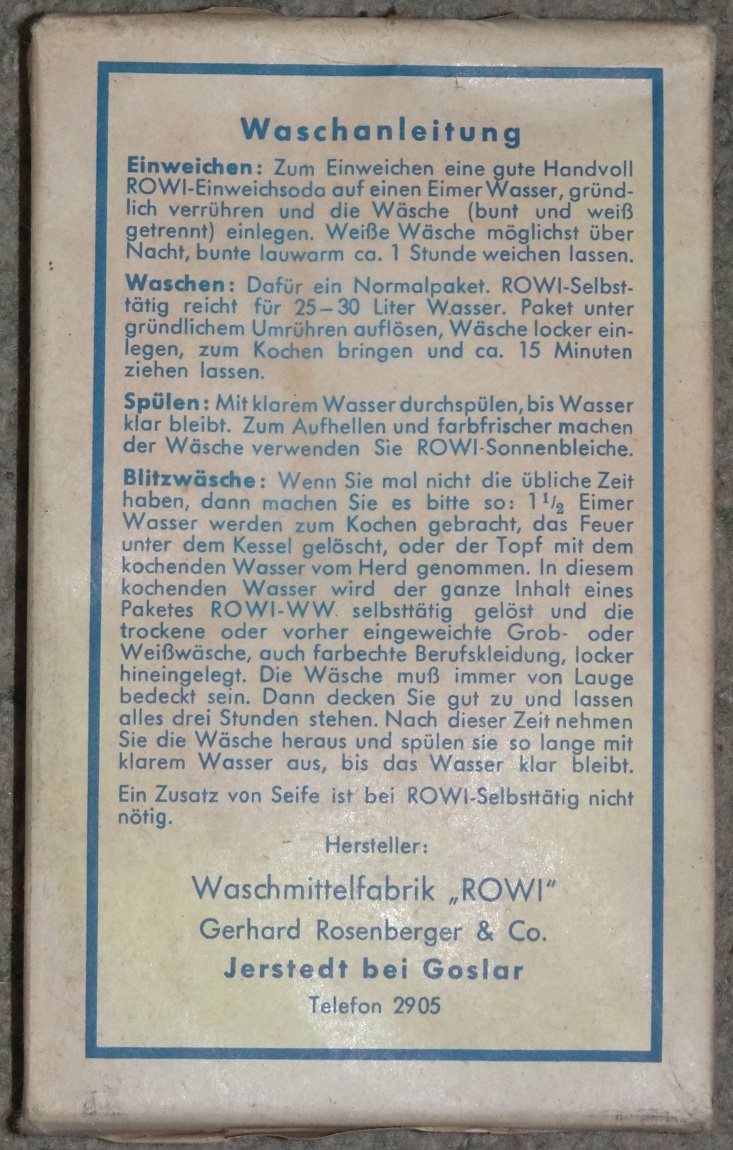 Waschanleitung
Einweichen: Zum Einweichen eine gute Handvoll
ROWI-Einweichsoda auf einen Eimer Wasser, gründ-
lich verrühren und die Wäsche (bunt und weiß
getrennt) einlegen. Weiße Wäsche möglichst über
Nacht, bunte lauwarm ca. 1 Stunde weichen lassen.
Waschen: Dafür ein Normalpaket. ROWI-Selbst-
tätig reicht für 25–30 Liter Wasser. Paket unter
gründlichem Umrühren auflösen, Wäsche locker ein-
legen, zum Kochen bringen und ca. 15 Minuten
ziehen lassen.
Spülen: Mit klarem Wasser durchspülen, bis Wasser
klar bleibt. Zum Aufhellen und farbfrischer machen
der Wäsche verwenden Sie ROWI-Sonnenbleiche.
Blitzwäsche: Wenn Sie mal nicht die übliche Zeit
haben, dann machen Sie es bitte so: 1 1/2 Eimer
Wasser werden zum Kochen gebracht, das Feuer
unter dem Kessel gelöscht, oder der Topf mit dem
kochenden Wasser vom Herd genommen. In diesem
kochenden Wasser wird der ganze Inhalt eines
Paketes ROWI-WW selbsttätig gelöst und die
trockene oder vorher eingeweichte Grob- oder
Weißwäsche, auch farbechte Berufskleidung, locker
hineingelegt. Die Wäsche muß immer von Lauge
bedeckt sein. Dann decken Sie gut zu und lassen
alles drei Stunden stehen. Nach dieser Zeit nehmen
Sie die Wäsche heraus und spülen sie so lange mit
klarem Wasser aus, bis das Wasser klar bleibt.
Ein Zusatz von Seife ist bei ROWI-Selbsttätig nicht
nötig.
Hersteller:
Waschmittelfabrik „ROWI“
Gerhard Rosenberger & Co.
Jerstedt bei Goslar
Telefon 2905